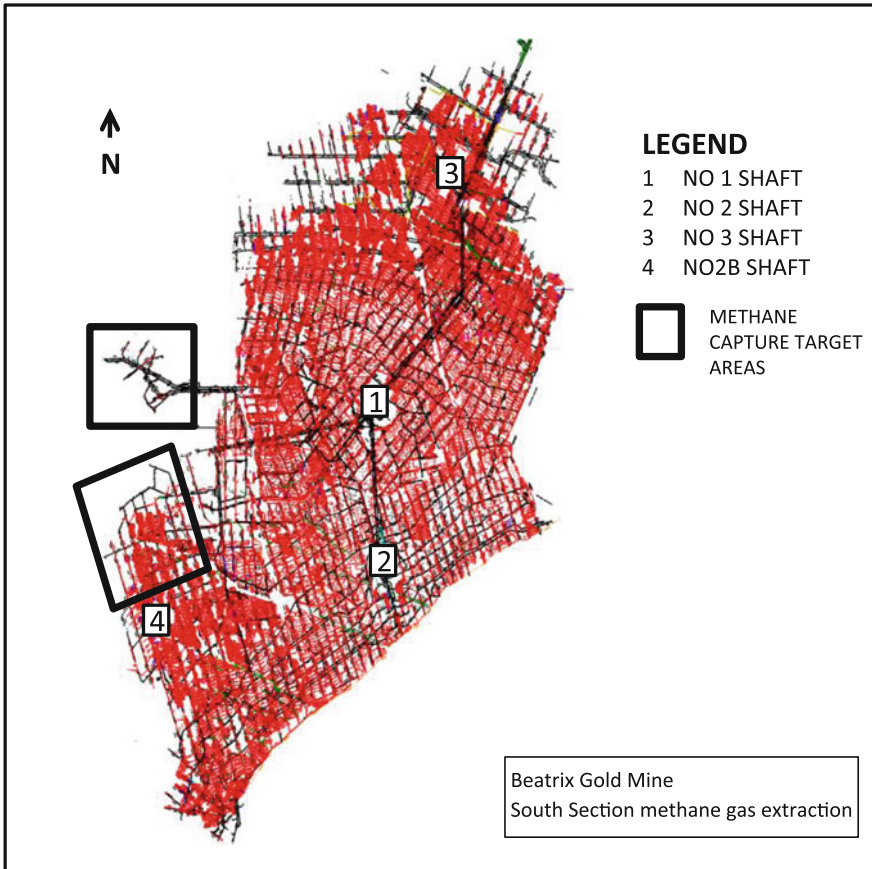 N
LEGEND
1 NO 1 SHAFT
2 NO 2 SHAFT
3 NO 3 SHAFT
4 NO2B SHAFT
METHANE
CAPTURE TARGET
AREAS
3
1
2
4
Beatrix Gold Mine
South Section methane gas extraction